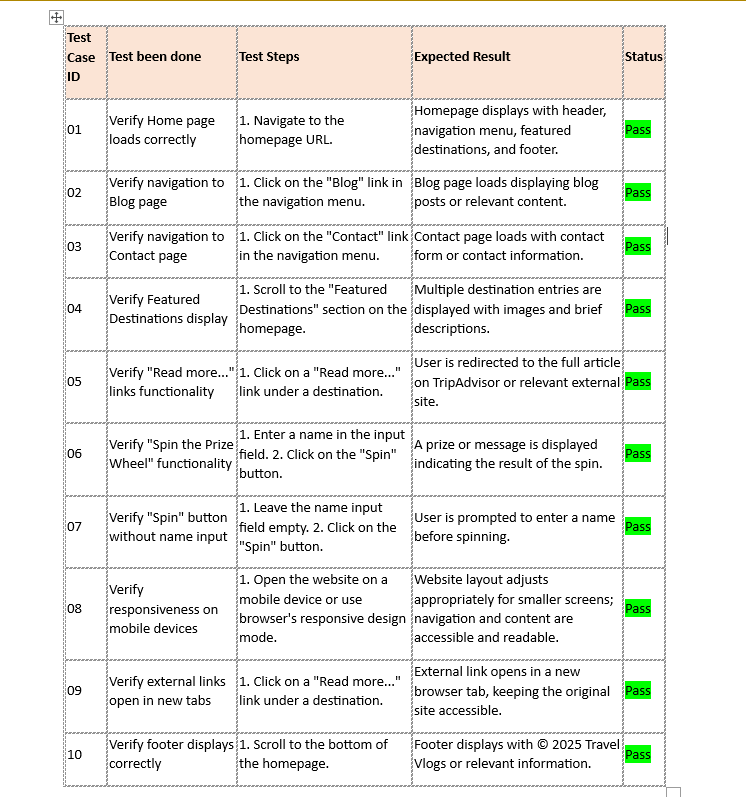 Test
Case
ID
Test been done
Test Steps
Expected Result
Status
01
Verify Home page
loads correctly
1. Navigate to the
homepage URL.
Homepage displays with header,
navigation menu, featured
destinations, and footer.
Pass
02
Verify navigation to
Blog page
1. Click on the "Blog" link in
the navigation menu.
Blog page loads displaying blog
posts or relevant content.
Pass
03
Verify navigation to
Contact page
1. Click on the "Contact" link
in the navigation menu.
Contact page loads with contact
form or contact information.
Pass
04
Verify Featured
Destinations display
1. Scroll to the "Featured
Destinations" section on the
homepage.
Multiple destination entries are
displayed with images and brief
descriptions.
Pass
05
Verify "Read more..."
links functionality
1. Click on a "Read more..."
link under a destination.
User is redirected to the full article
on TripAdvisor or relevant external
site.
Pass
06
Verify "Spin the Prize
Wheel" functionality
1. Enter a name in the input
field. 2. Click on the "Spin"
button.
A prize or message is displayed
indicating the result of the spin.
Pass
07
Verify "Spin" button
without name input
1. Leave the name input
field empty. 2. Click on the
"Spin" button.
User is prompted to enter a name
before spinning.
Pass
08
Verify
responsiveness on
mobile devices
1. Open the website on a
mobile device or use
browser's responsive design
mode.
Website layout adjusts
appropriately for smaller screens;
navigation and content are
accessible and readable.
Pass
09
Verify external links
open in new tabs
1. Click on a "Read more..."
link under a destination.
External link opens in a new
browser tab, keeping the original
site accessible.
Pass
10
Verify footer displays
correctly
1. Scroll to the bottom of
the homepage.
Footer displays with © 2025 Travel
Vlogs or relevant information.
Pass